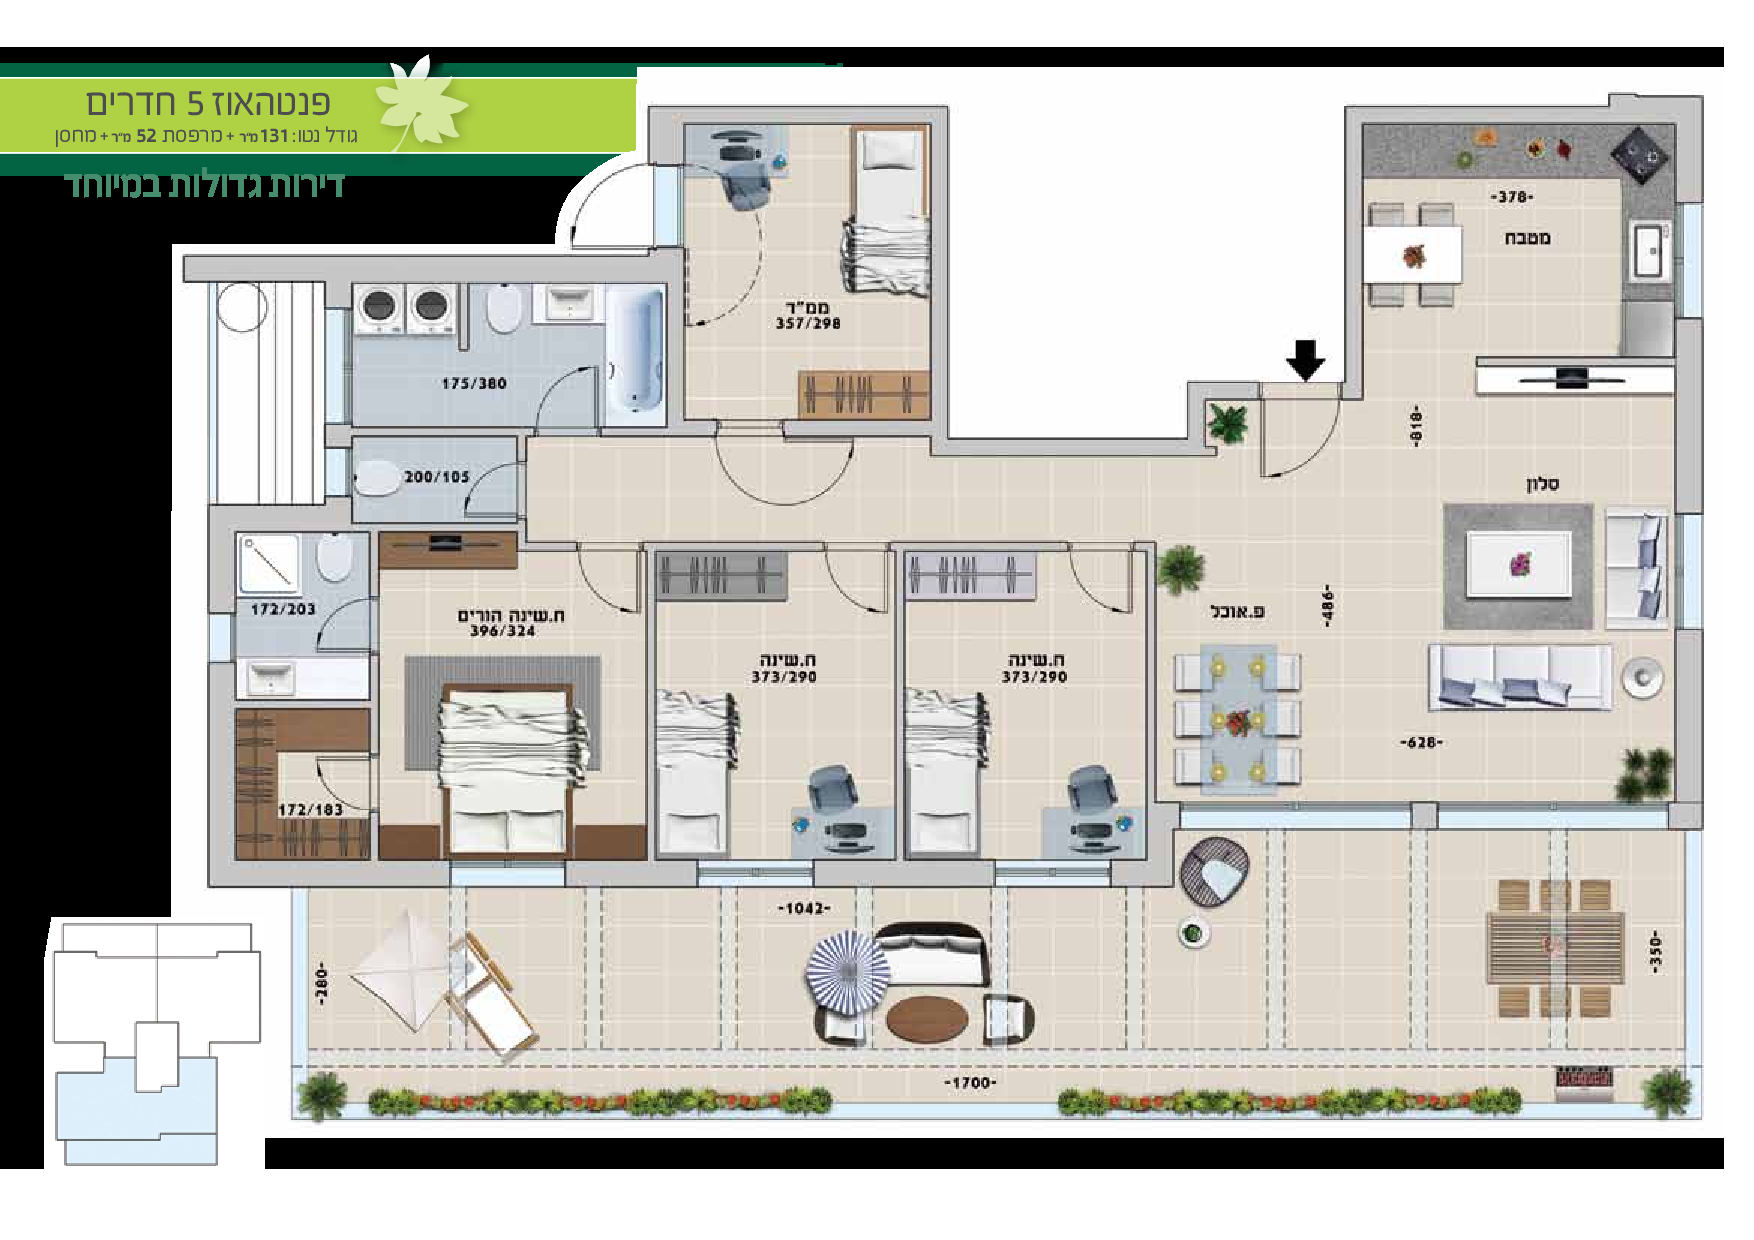 פנטהאוז 5 חדרים
גודל נטו: 131 מ״ר + מרפסת 52 מ״ר + מחסן
דירות גדולות במיוחד
-378-
מטבח
ממ"ד
357/298
175/380
-818-
200/105
סלון
172/203
ח.שינה הורים
396/324
פ.אוכל
-486-
ח.שינה
373/290
ח.שינה
373/290
-628-
172/183
-1042-
-280-
-350-
-1700-